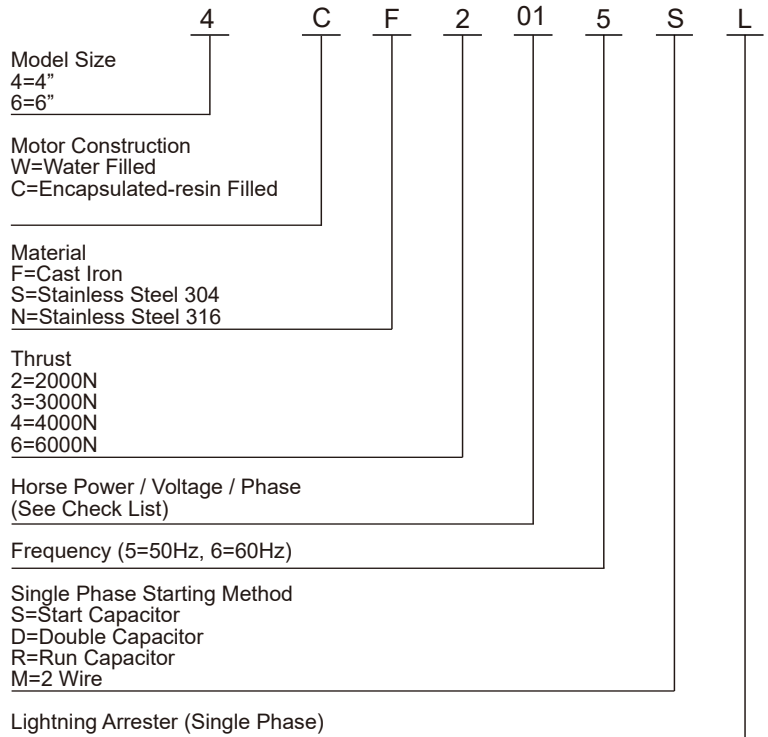 4 C F 2 01 5 S L
Model Size
4=4”
6=6”
Motor Construction
W=Water Filled
C=Encapsulated-resin Filled
Material
F=Cast Iron
S=Stainless Steel 304
N=Stainless Steel 316
Thrust
2=2000N
3=3000N
4=4000N
6=6000N
Horse Power / Voltage / Phase
(See Check List)
Frequency (5=50Hz, 6=60Hz)
Single Phase Starting Method
S=Start Capacitor
D=Double Capacitor
R=Run Capacitor
M=2 Wire
Lightning Arrester (Single Phase)